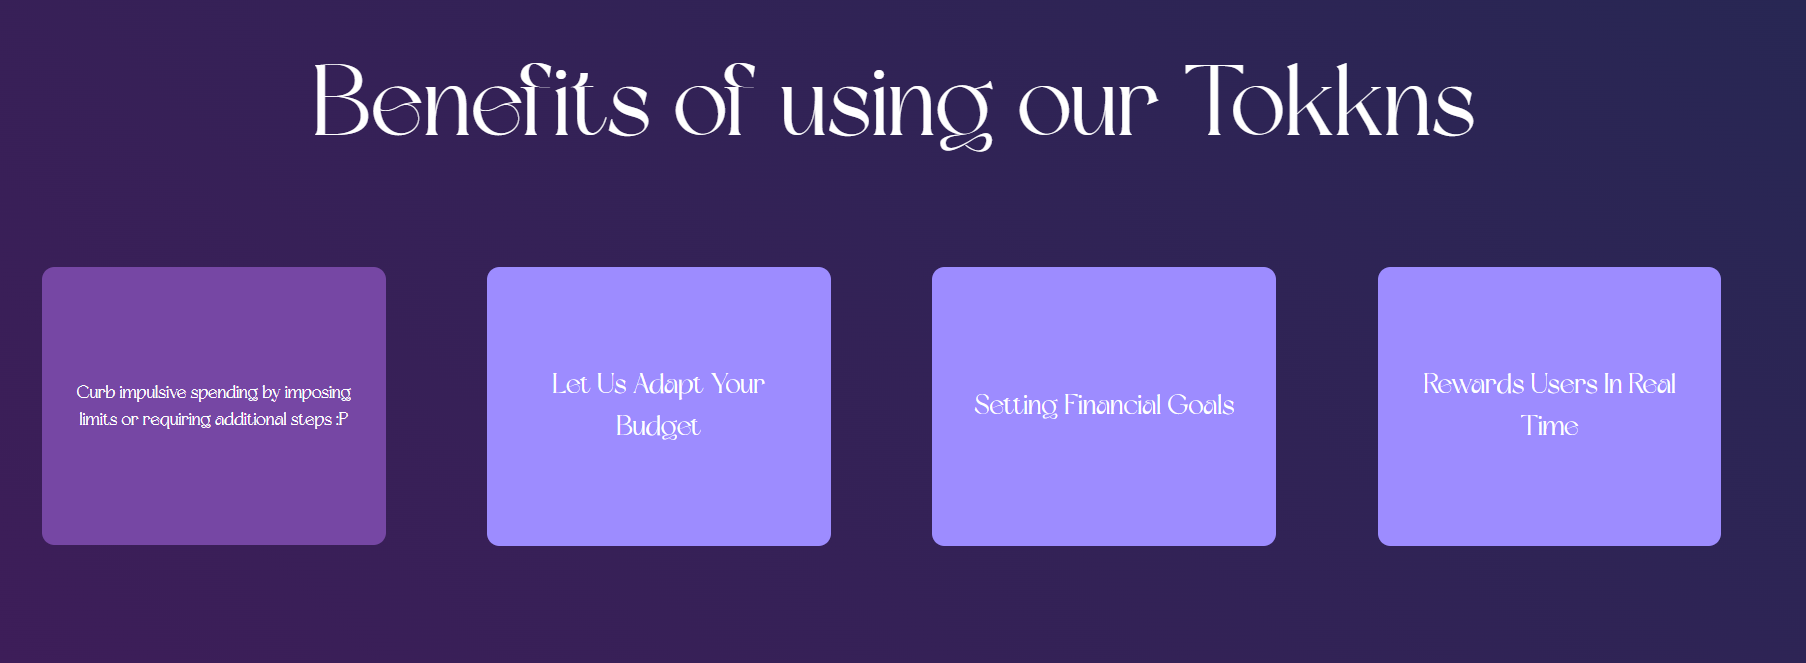 Benefits of using our Tokkns
Curb impulsive spending by imposing
limits or requiring additional steps :P
Let Us Adapt Your
Budget
Setting Financial Goals
Rewards Users In Real
Time